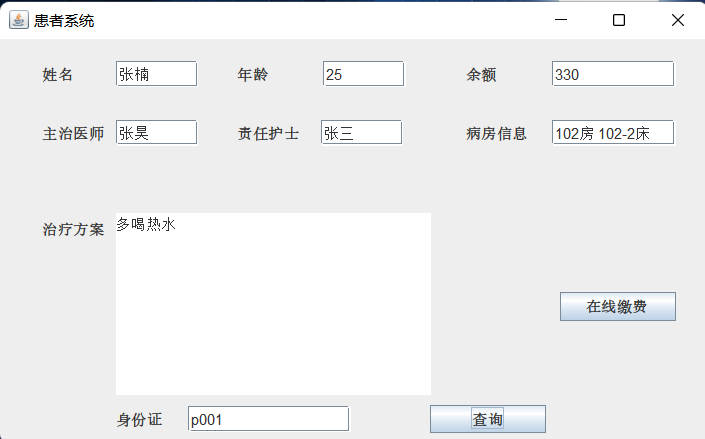 患者系统
姓名 张楠 年龄 25 余额 330
主治医师 张昊 责任护士 张三 病房信息 102房 102-2床
治疗方案 多喝热水
在线缴费
身份证 p001 查询